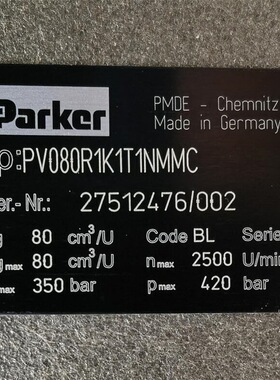 Parker
PMDE - Chemnitz
Made in Germany
p: PV080R1K1T1NMMC
er.-Nr.: 27512476/002
g 80 cm³/U Code BL Serie
g max 80 cm³/U n max 2500 U/min
max 350 bar p max 420 bar